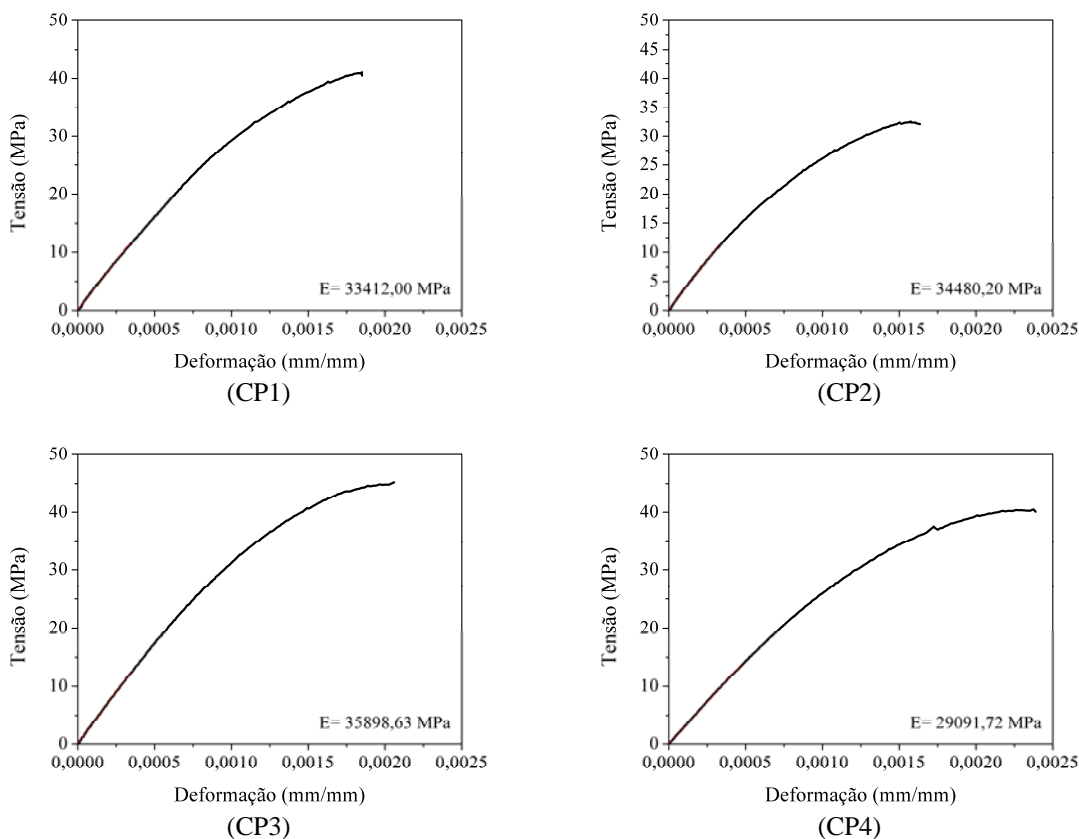 50
40
30
20
10
0
Tensão (MPa)
E= 33412,00 MPa
0,0000 0,0005 0,0010 0,0015 0,0020 0,0025
Deformação (mm/mm)
(CP1)
50
45
40
35
30
25
20
15
10
5
0
Tensão (MPa)
E= 34480,20 MPa
0,0000 0,0005 0,0010 0,0015 0,0020 0,0025
Deformação (mm/mm)
(CP2)
50
40
30
20
10
0
Tensão (MPa)
E= 35898,63 MPa
0,0000 0,0005 0,0010 0,0015 0,0020 0,0025
Deformação (mm/mm)
(CP3)
50
40
30
20
10
0
Tensão (MPa)
E= 29091,72 MPa
0,0000 0,0005 0,0010 0,0015 0,0020 0,0025
Deformação (mm/mm)
(CP4)